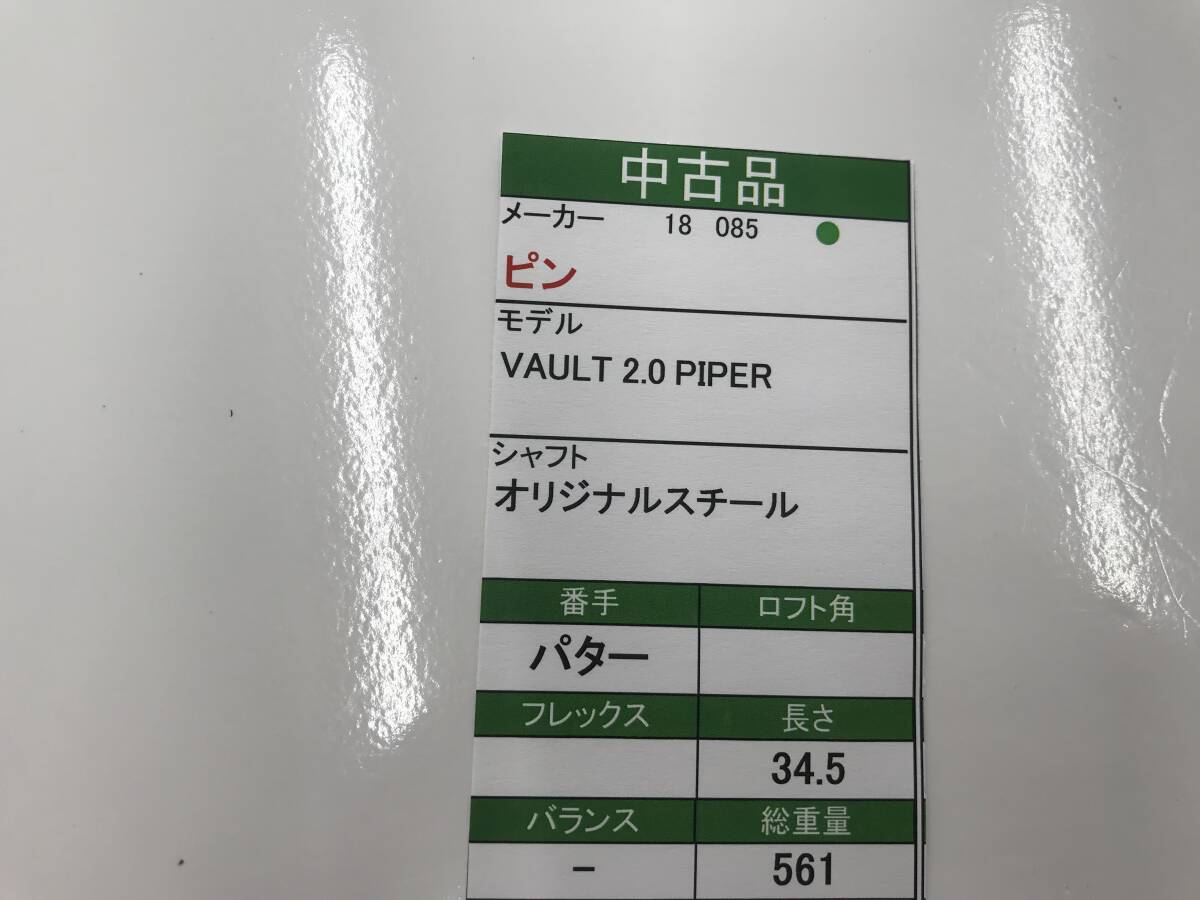 中古品
メーカー 18 085
ピン
モデル
VAULT 2.0 PIPER
シャフト
オリジナルスチール
番手 ロフト角
パター
フレックス 長さ
34.5
バランス 総重量
- 561